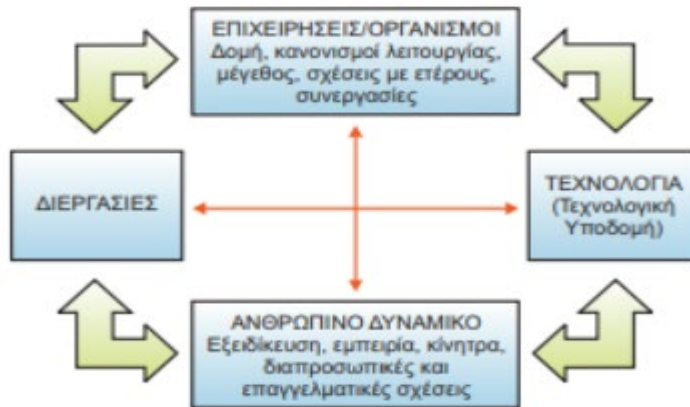 ΕΠΙΧΕΙΡΗΣΕΙΣ/ΟΡΓΑΝΙΣΜΟΙ
Δομή, κανονισμοί λειτουργίας,
μέγεθος, σχέσεις με ετέρους,
συνεργασίες
ΔΙΕΡΓΑΣΙΕΣ
ΤΕΧΝΟΛΟΓΙΑ
(Τεχνολογική
Υποδομή)
ΑΝΘΡΩΠΙΝΟ ΔΥΝΑΜΙΚΟ
Εξειδίκευση, εμπειρία, κίνητρα,
διαπροσωπικές και
επαγγελματικές σχέσεις